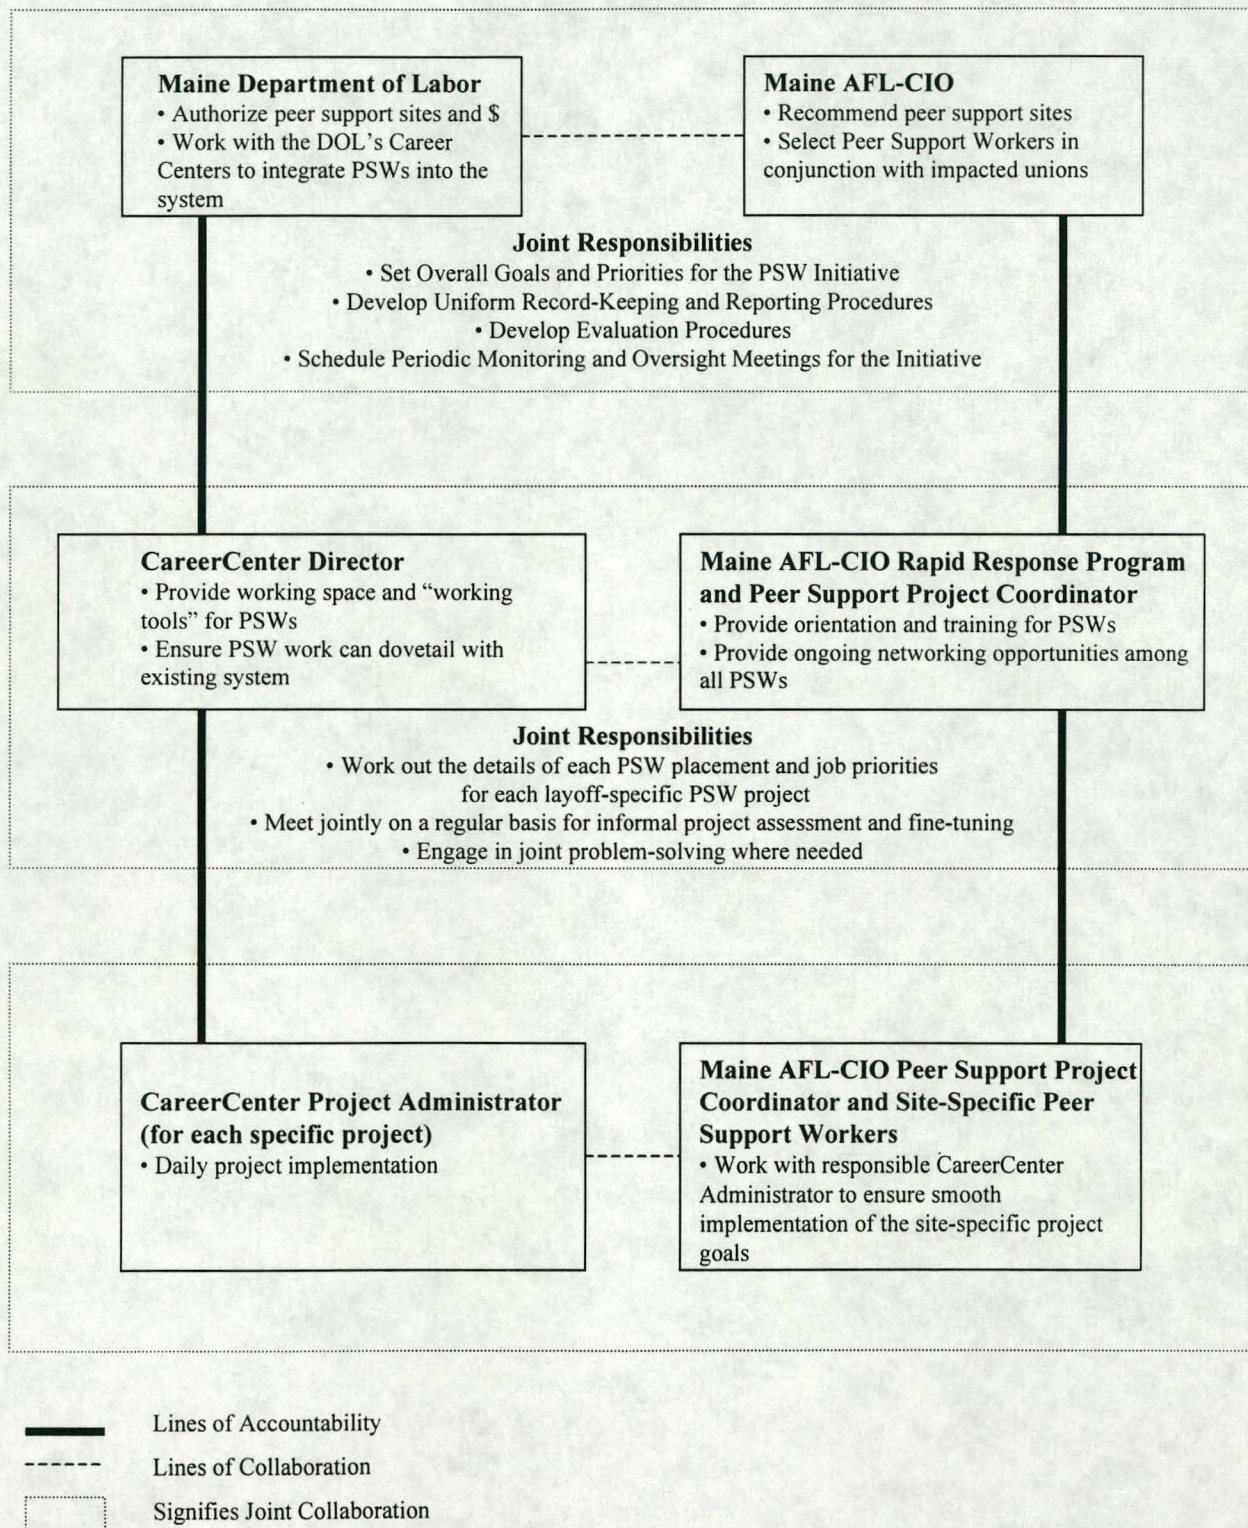 Maine Department of Labor
• Authorize peer support sites and $
• Work with the DOL's Career
Centers to integrate PSWs into the
system
Maine AFL-CIO
• Recommend peer support sites
• Select Peer Support Workers in
conjunction with impacted unions
Joint Responsibilities
• Set Overall Goals and Priorities for the PSW Initiative
• Develop Uniform Record-Keeping and Reporting Procedures
• Develop Evaluation Procedures
• Schedule Periodic Monitoring and Oversight Meetings for the Initiative
CareerCenter Director
• Provide working space and “working
tools” for PSWs
• Ensure PSW work can dovetail with
existing system
Maine AFL-CIO Rapid Response Program
and Peer Support Project Coordinator
• Provide orientation and training for PSWs
• Provide ongoing networking opportunities among
all PSWs
Joint Responsibilities
• Work out the details of each PSW placement and job priorities
for each layoff-specific PSW project
• Meet jointly on a regular basis for informal project assessment and fine-tuning
• Engage in joint problem-solving where needed
CareerCenter Project Administrator
(for each specific project)
• Daily project implementation
Maine AFL-CIO Peer Support Project
Coordinator and Site-Specific Peer
Support Workers
• Work with responsible CareerCenter
Administrator to ensure smooth
implementation of the site-specific project
goals
Lines of Accountability
Lines of Collaboration
Signifies Joint Collaboration